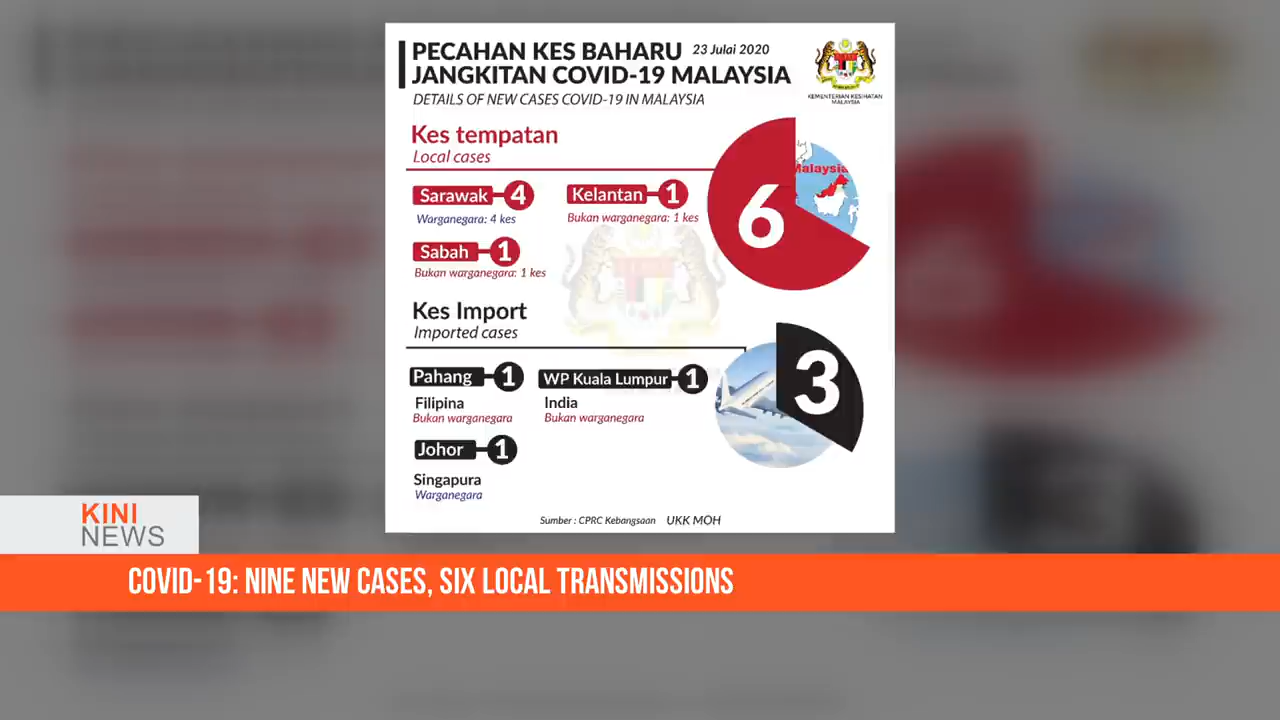 PECAHAN KES BAHARU 23 Julai 2020
JANGKITAN COVID-19 MALAYSIA
DETAILS OF NEW CASES COVID-19 IN MALAYSIA
KEMENTERIAN KESIHATAN
MALAYSIA
Kes tempatan
Local cases
Sarawak 4
Warganegara: 4 kes
Kelantan 1
Bukan warganegara: 1 kes
Sabah 1
Bukan warganegara: 1 kes
6
Malaysia
Kes Import
Imported cases
Pahang 1
Filipina
Bukan warganegara
WP Kuala Lumpur 1
India
Bukan warganegara
Johor 1
Singapura
Warganegara
3
Sumber : CPRC Kebangsaan UKK MOH
KINI
NEWS
COVID-19: NINE NEW CASES, SIX LOCAL TRANSMISSIONS